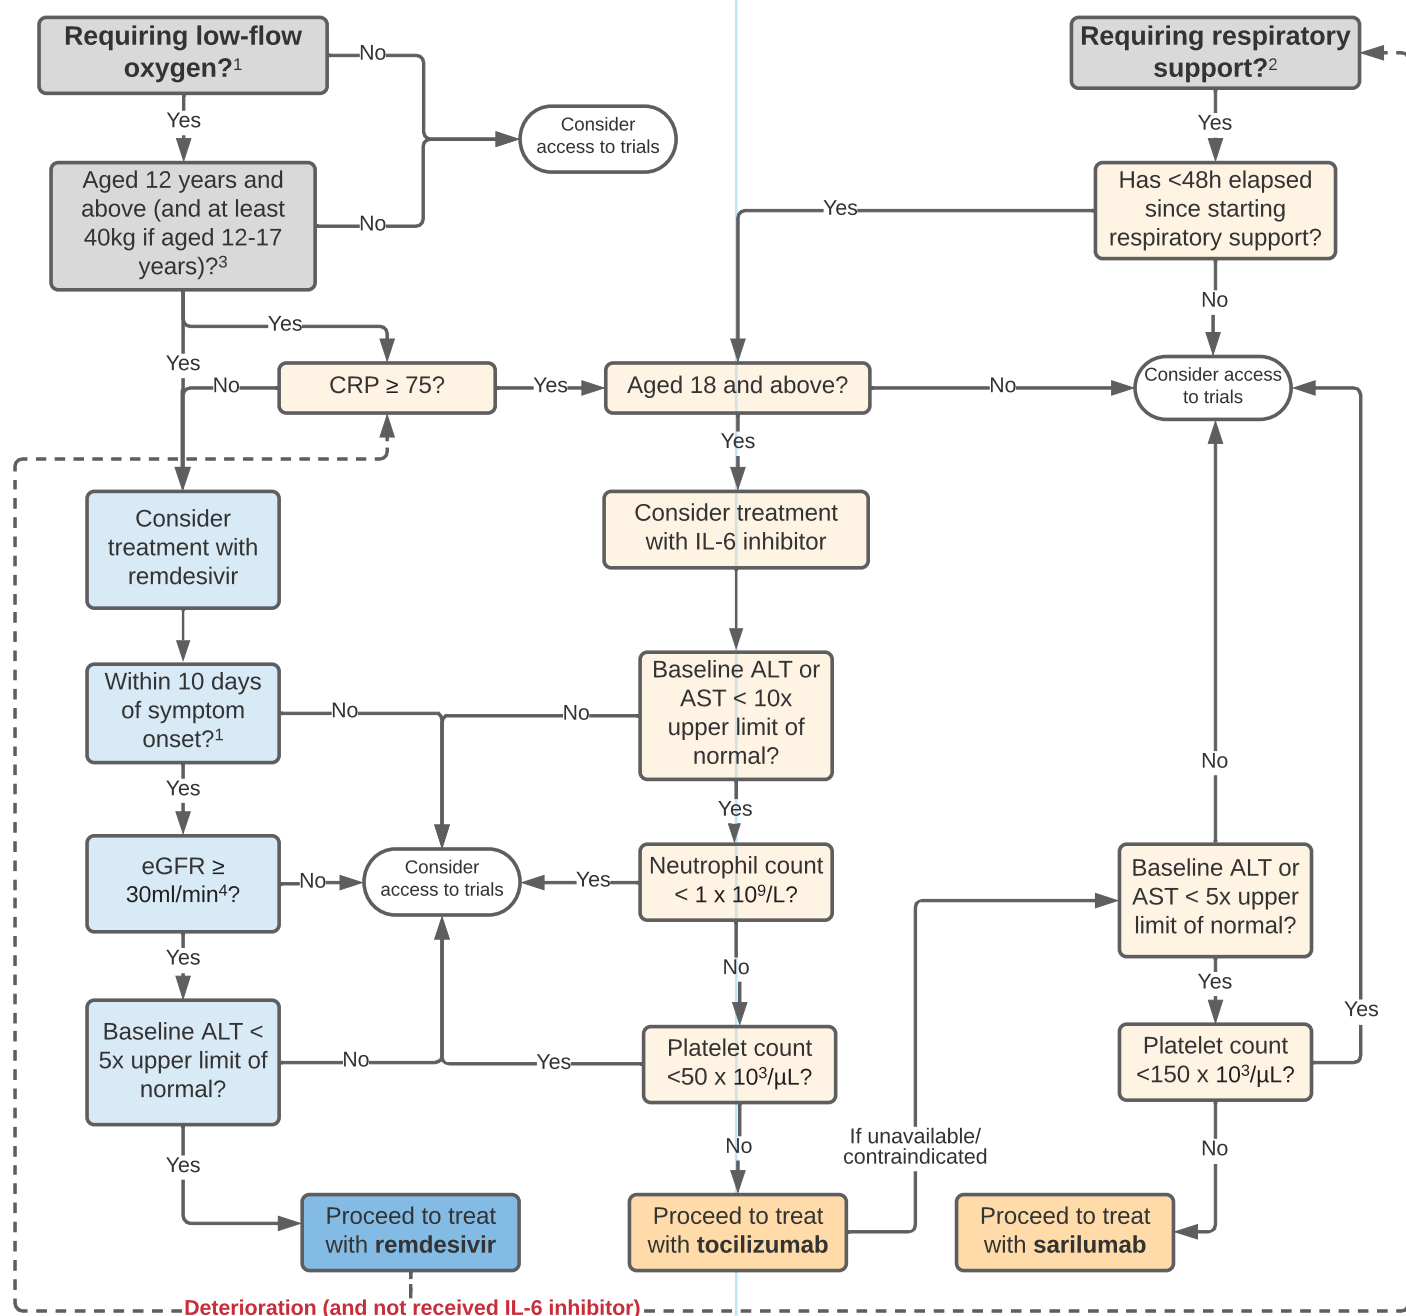 Requiring low-flow
oxygen?1
No
Yes
Consider
access to trials
Aged 12 years and
above (and at least
40kg if aged 12-17
years)?3
No
Requiring respiratory
support?2
Yes
Has <48h elapsed
since starting
respiratory support?
Yes
No
Yes
Yes
No
CRP ≥ 75?
Yes
Aged 18 and above?
No
Consider access
to trials
Yes
Consider
treatment with
remdesivir
Consider treatment
with IL-6 inhibitor
Within 10 days
of symptom
onset?1
No
No
Baseline ALT or
AST < 10x
upper limit of
normal?
Yes
Yes
No
eGFR ≥
30ml/min4?
No
Consider
access to trials
Yes
Neutrophil count
< 1 x 109/L?
Baseline ALT or
AST < 5x upper
limit of normal?
Yes
No
Yes
Yes
Baseline ALT <
5x upper limit of
normal?
No
Yes
Platelet count
<50 x 103/µL?
Platelet count
<150 x 103/µL?
Yes
No
If unavailable/
contraindicated
No
Proceed to treat
with remdesivir
Proceed to treat
with tocilizumab
Proceed to treat
with sarilumab
Deterioration (and not received IL-6 inhibitor)